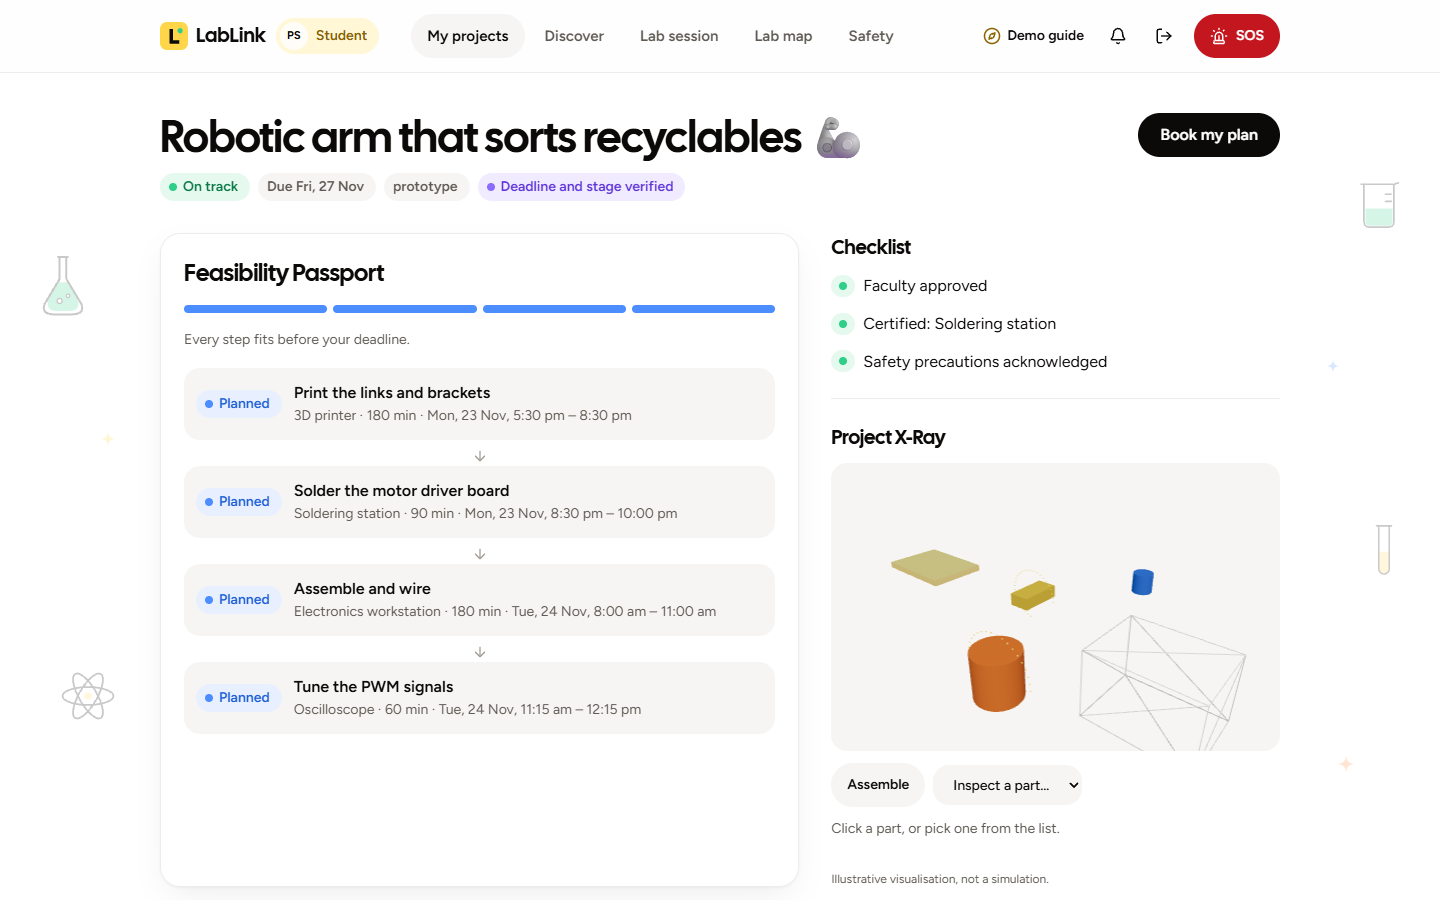 L LabLink PS Student My projects Discover Lab session Lab map Safety Demo guide SOS
Robotic arm that sorts recyclables
Book my plan
On track Due Fri, 27 Nov prototype Deadline and stage verified
Feasibility Passport
Every step fits before your deadline.
Planned Print the links and brackets
3D printer · 180 min · Mon, 23 Nov, 5:30 pm – 8:30 pm
Planned Solder the motor driver board
Soldering station · 90 min · Mon, 23 Nov, 8:30 pm – 10:00 pm
Planned Assemble and wire
Electronics workstation · 180 min · Tue, 24 Nov, 8:00 am – 11:00 am
Planned Tune the PWM signals
Oscilloscope · 60 min · Tue, 24 Nov, 11:15 am – 12:15 pm
Checklist
Faculty approved
Certified: Soldering station
Safety precautions acknowledged
Project X-Ray
Assemble Inspect a part...
Click a part, or pick one from the list.
Illustrative visualisation, not a simulation.